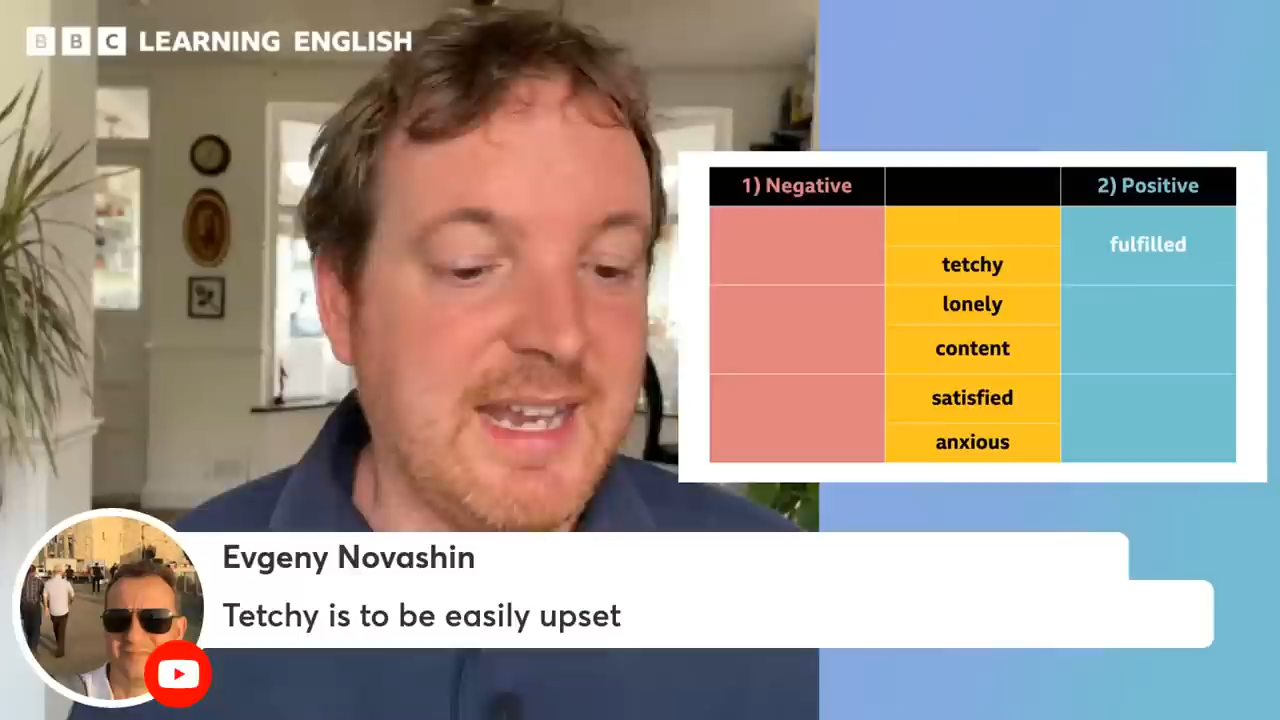 BBC LEARNING ENGLISH
1) Negative
2) Positive
fulfilled
tetchy
lonely
content
satisfied
anxious
Evgeny Novashin
Tetchy is to be easily upset